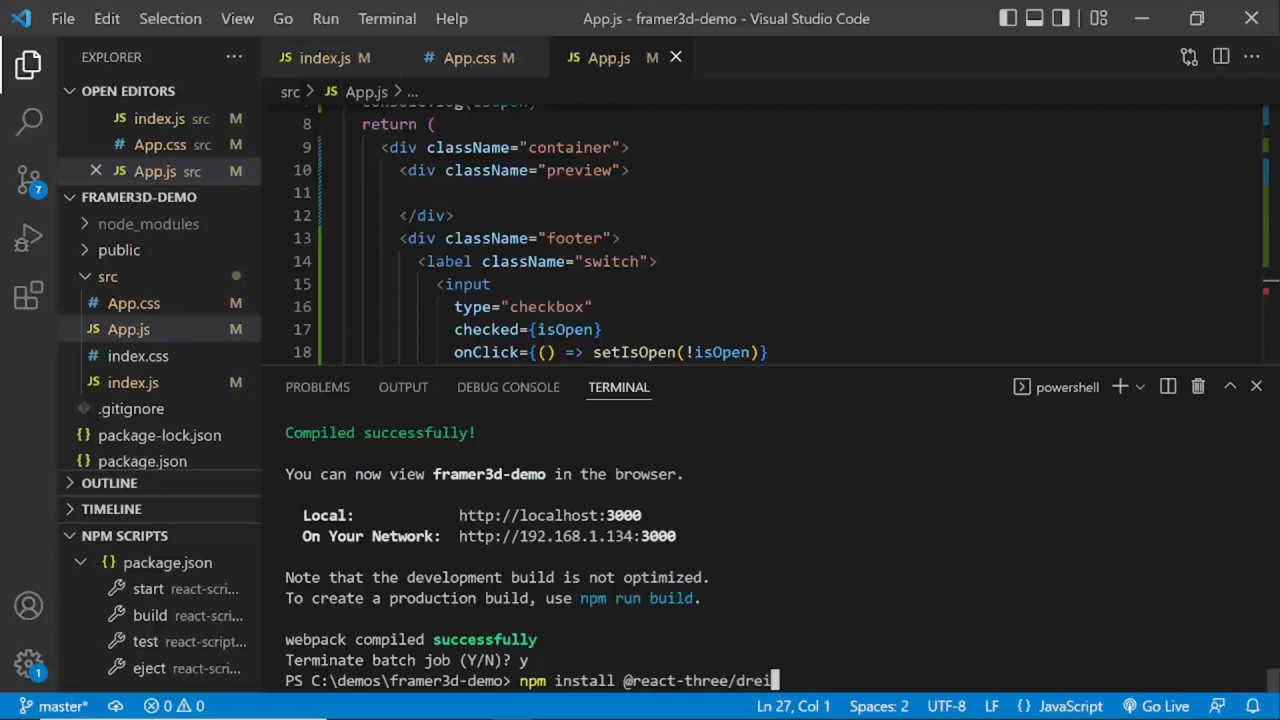 File Edit Selection View Go Run Terminal Help App.js - framer3d-demo - Visual Studio Code
EXPLORER
OPEN EDITORS
index.js src M
App.css src M
App.js src M
FRAMER3D-DEMO
node_modules
public
src
App.css M
App.js M
index.css
index.js M
.gitignore
package-lock.json
package.json
OUTLINE
TIMELINE
NPM SCRIPTS
package.json
start react-scri...
build react-scri...
test react-script...
eject react-scri...
7
1
JS index.js M # App.css M JS App.js M
src > JS App.js > ...
console.log(isOpen)
8 return (
9 <div className="container">
10 <div className="preview">
11
12 </div>
13 <div className="footer">
14 <label className="switch">
15 <input
16 type="checkbox"
17 checked={isOpen}
18 onClick={() => setIsOpen(!isOpen)}
PROBLEMS OUTPUT DEBUG CONSOLE TERMINAL powershell
Compiled successfully!
You can now view framer3d-demo in the browser.
Local: http://localhost:3000
On Your Network: http://192.168.1.134:3000
Note that the development build is not optimized.
To create a production build, use npm run build.
webpack compiled successfully
Terminate batch job (Y/N)? y
PS C:\demos\framer3d-demo> npm install @react-three/drei
master* 0 0 Ln 27, Col 1 Spaces: 2 UTF-8 LF {} JavaScript Go Live